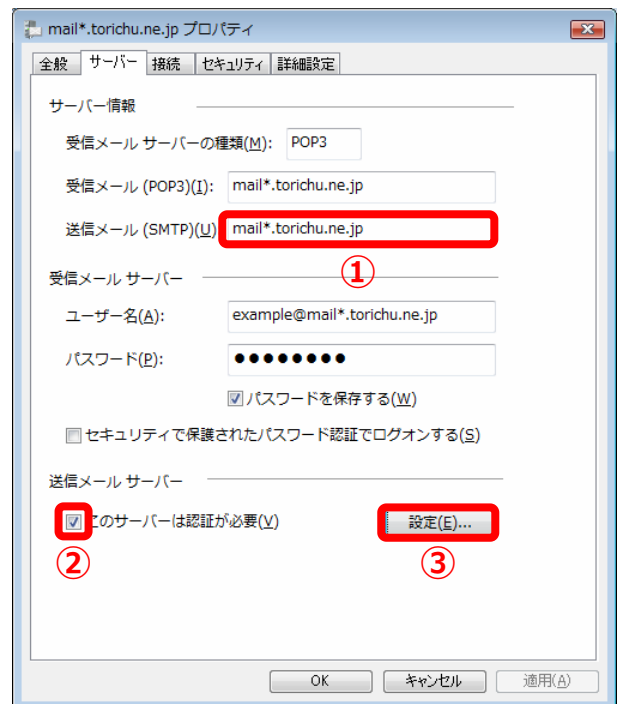 mail*.torichu.ne.jp プロパティ
全般 サーバー 接続 セキュリティ 詳細設定
サーバー情報
受信メール サーバーの種類(M): POP3
受信メール (POP3)(I): mail*.torichu.ne.jp
送信メール (SMTP)(U) mail*.torichu.ne.jp
①
受信メール サーバー
ユーザー名(A): example@mail*.torichu.ne.jp
パスワード(P): ●●●●●●●●
パスワードを保存する(W)
セキュリティで保護されたパスワード認証でログオンする(S)
送信メール サーバー
このサーバーは認証が必要(V) 設定(E)...
② ③
OK キャンセル 適用(A)